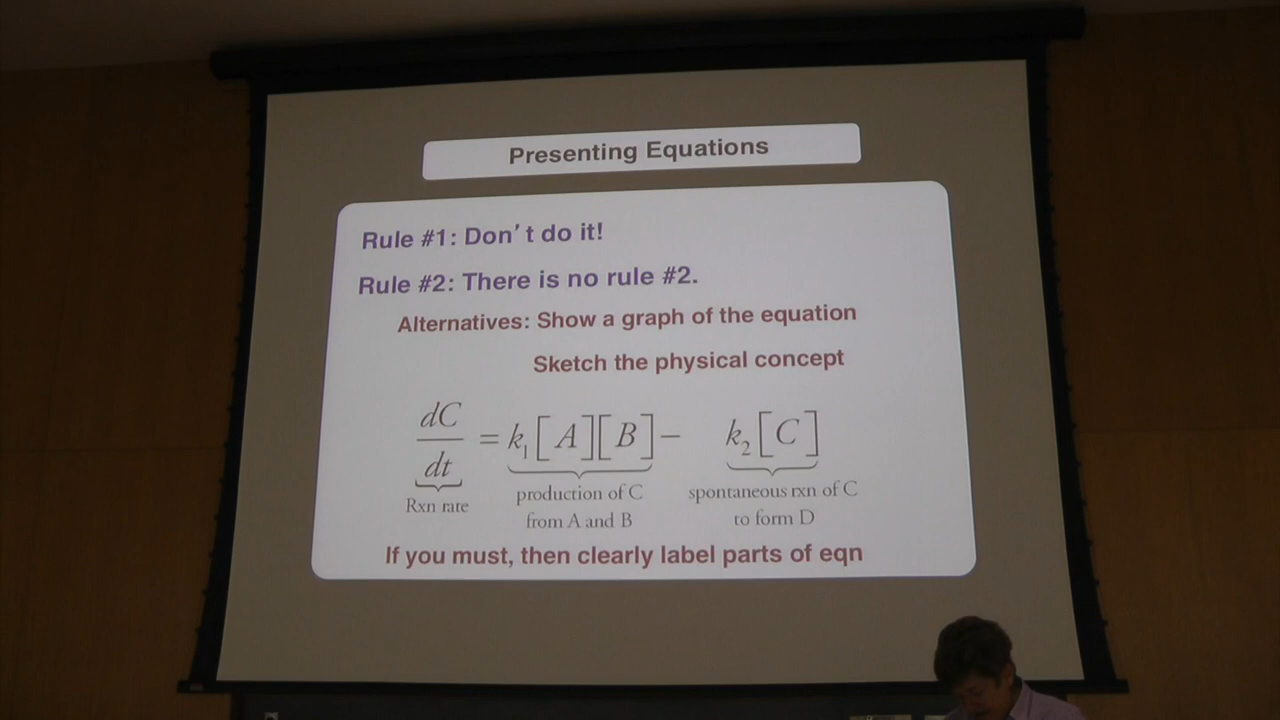 Presenting Equations
Rule #1: Don't do it!
Rule #2: There is no rule #2.
Alternatives: Show a graph of the equation
Sketch the physical concept
dC/dt = k₁[A][B] − k₂[C]
Rxn rate
production of C
from A and B
spontaneous rxn of C
to form D
If you must, then clearly label parts of eqn